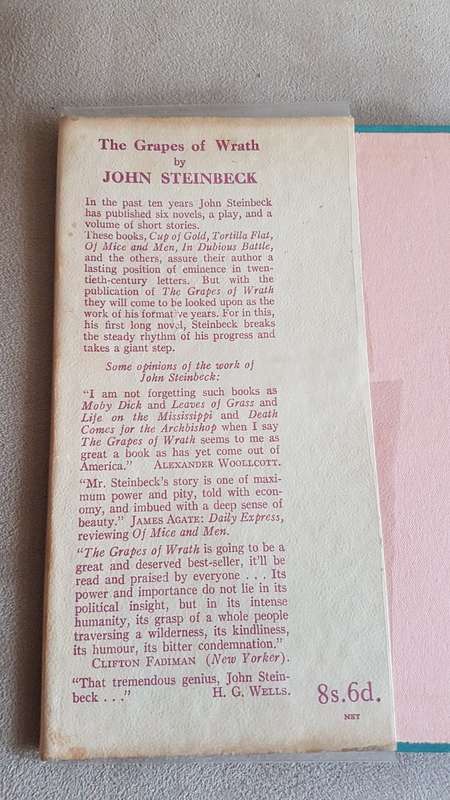 The Grapes of Wrath
by
JOHN STEINBECK
In the past ten years John Steinbeck
has published six novels, a play, and a
volume of short stories.
These books, Cup of Gold, Tortilla Flat,
Of Mice and Men, In Dubious Battle,
and the others, assure their author a
lasting position of eminence in twen-
tieth-century letters. But with the
publication of The Grapes of Wrath
they will come to be looked upon as the
work of his formative years. For in this,
his first long novel, Steinbeck breaks
the steady rhythm of his progress and
takes a giant step.
Some opinions of the work of
John Steinbeck:
"I am not forgetting such books as
Moby Dick and Leaves of Grass and
Life on the Mississippi and Death
Comes for the Archbishop when I say
The Grapes of Wrath seems to me as
great a book as has yet come out of
America." ALEXANDER WOOLLCOTT.
"Mr. Steinbeck's story is one of maxi-
mum power and pity, told with econ-
omy, and imbued with a deep sense of
beauty." JAMES AGATE: Daily Express,
reviewing Of Mice and Men.
"The Grapes of Wrath is going to be a
great and deserved best-seller, it'll be
read and praised by everyone . . . Its
power and importance do not lie in its
political insight, but in its intense
humanity, its grasp of a whole people
traversing a wilderness, its kindliness,
its humour, its bitter condemnation."
CLIFTON FADIMAN (New Yorker).
"That tremendous genius, John Stein-
beck . . ." H. G. WELLS.
8s.6d.
NET